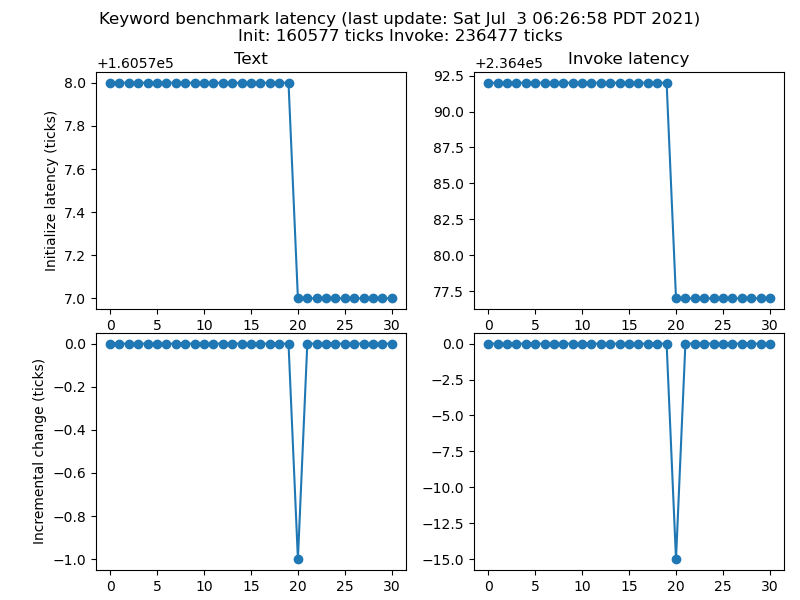 Keyword benchmark latency (last update: Sat Jul  3 06:26:58 PDT 2021)
Init: 160577 ticks Invoke: 236477 ticks
Text
Invoke latency
+1.6057e5
+2.364e5
Initialize latency (ticks)
8.0
7.8
7.6
7.4
7.2
7.0
0 5 10 15 20 25 30
92.5
90.0
87.5
85.0
82.5
80.0
77.5
0 5 10 15 20 25 30
Incremental change (ticks)
0.0
−0.2
−0.4
−0.6
−0.8
−1.0
0 5 10 15 20 25 30
0.0
−2.5
−5.0
−7.5
−10.0
−12.5
−15.0
0 5 10 15 20 25 30